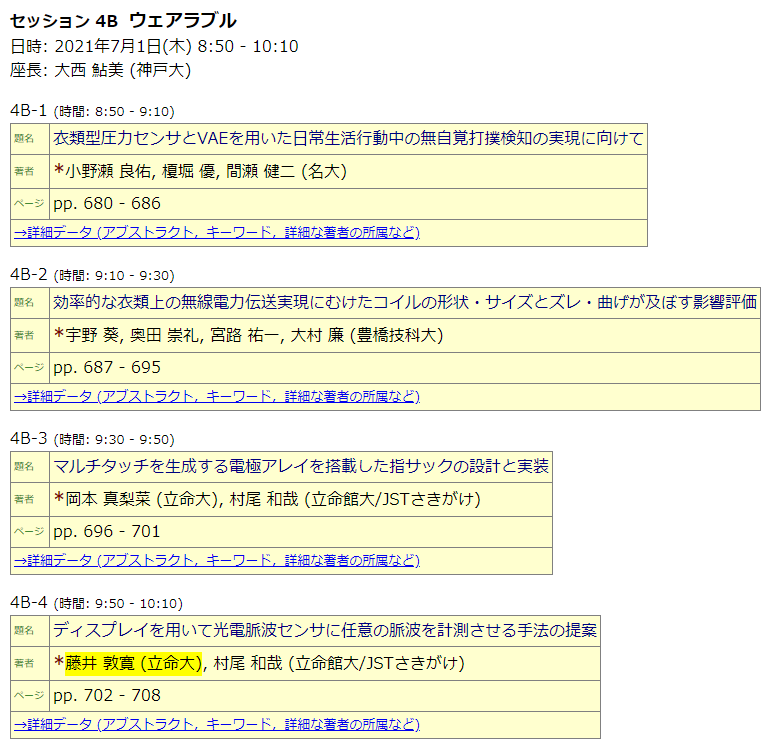 セッション 4B ウェアラブル
日時: 2021年7月1日(木) 8:50 - 10:10
座長: 大西 鮎美 (神戸大)
4B-1 (時間: 8:50 - 9:10)
題名 衣類型圧力センサとVAEを用いた日常生活行動中の無自覚打撲検知の実現に向けて
著者 *小野瀬 良佑, 榎堀 優, 間瀬 健二 (名大)
ページ pp. 680 - 686
→詳細データ (アブストラクト, キーワード, 詳細な著者の所属など)
4B-2 (時間: 9:10 - 9:30)
題名 効率的な衣類上の無線電力伝送実現にむけたコイルの形状・サイズとズレ・曲げが及ぼす影響評価
著者 *宇野 葵, 奥田 崇礼, 宮路 祐一, 大村 廉 (豊橋技科大)
ページ pp. 687 - 695
→詳細データ (アブストラクト, キーワード, 詳細な著者の所属など)
4B-3 (時間: 9:30 - 9:50)
題名 マルチタッチを生成する電極アレイを搭載した指サックの設計と実装
著者 *岡本 真梨菜 (立命大), 村尾 和哉 (立命館大/JSTさきがけ)
ページ pp. 696 - 701
→詳細データ (アブストラクト, キーワード, 詳細な著者の所属など)
4B-4 (時間: 9:50 - 10:10)
題名 ディスプレイを用いて光電脈波センサに任意の脈波を計測させる手法の提案
著者 *藤井 敦寛 (立命大), 村尾 和哉 (立命館大/JSTさきがけ)
ページ pp. 702 - 708
→詳細データ (アブストラクト, キーワード, 詳細な著者の所属など)